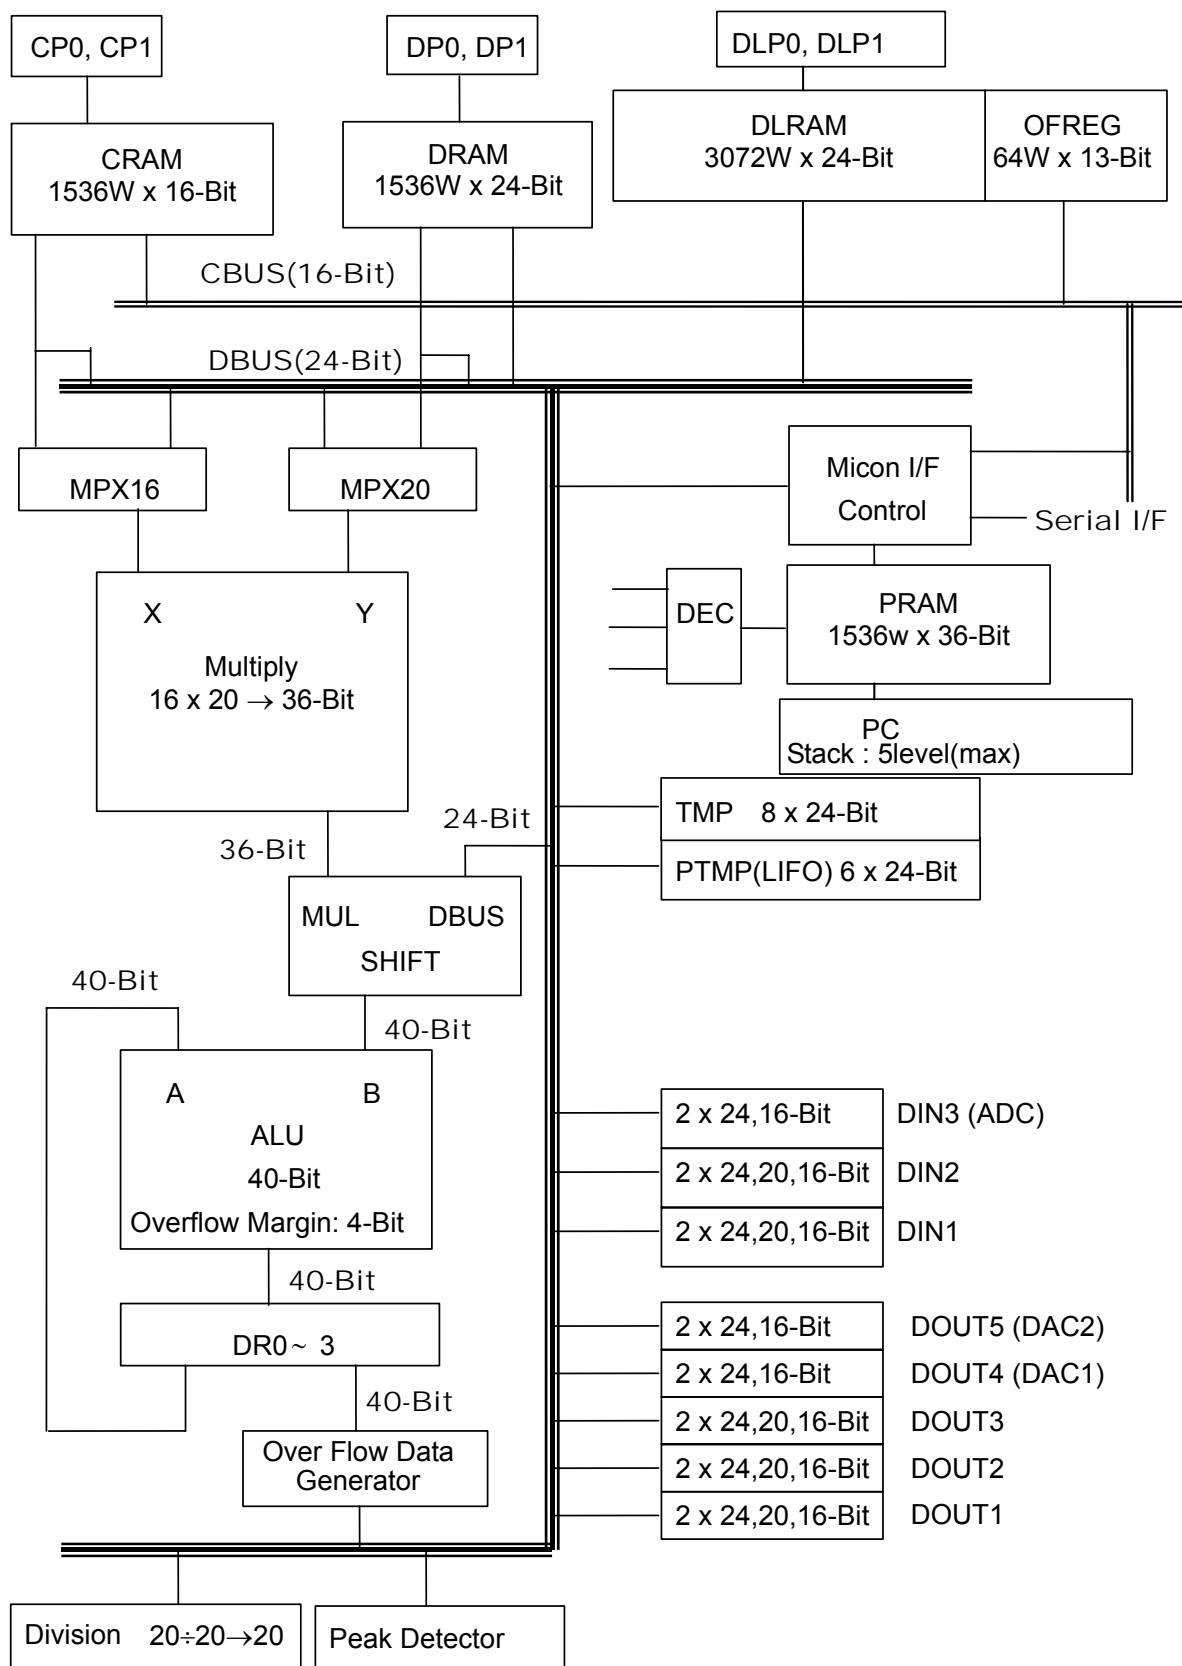 CP0, CP1
DP0, DP1
DLP0, DLP1
CRAM
1536W x 16-Bit
DRAM
1536W x 24-Bit
DLRAM
3072W x 24-Bit
OFREG
64W x 13-Bit
CBUS(16-Bit)
DBUS(24-Bit)
MPX16
MPX20
Micon I/F
Control
Serial I/F
X
Y
Multiply
16 x 20 → 36-Bit
DEC
PRAM
1536w x 36-Bit
PC
Stack : 5level(max)
TMP 8 x 24-Bit
PTMP(LIFO) 6 x 24-Bit
24-Bit
36-Bit
MUL
DBUS
SHIFT
40-Bit
40-Bit
A
B
ALU
40-Bit
Overflow Margin: 4-Bit
40-Bit
DR0~ 3
40-Bit
Over Flow Data
Generator
2 x 24,16-Bit DIN3 (ADC)
2 x 24,20,16-Bit DIN2
2 x 24,20,16-Bit DIN1
2 x 24,16-Bit DOUT5 (DAC2)
2 x 24,16-Bit DOUT4 (DAC1)
2 x 24,20,16-Bit DOUT3
2 x 24,20,16-Bit DOUT2
2 x 24,20,16-Bit DOUT1
Division 20÷20→20
Peak Detector